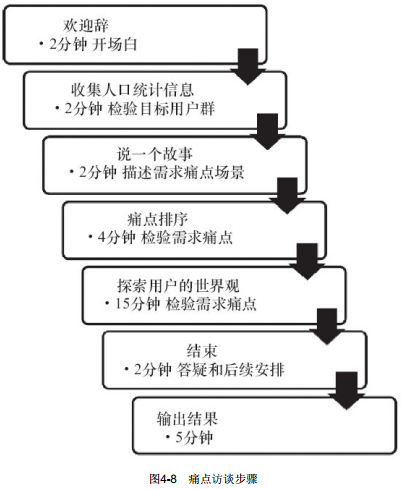 欢迎辞
・2分钟 开场白
收集人口统计信息
・2分钟 检验目标用户群
说一个故事
・2分钟 描述需求痛点场景
痛点排序
・4分钟 检验需求痛点
探索用户的世界观
・15分钟 检验需求痛点
结束
・2分钟 答疑和后续安排
输出结果
・5分钟
图4-8 痛点访谈步骤